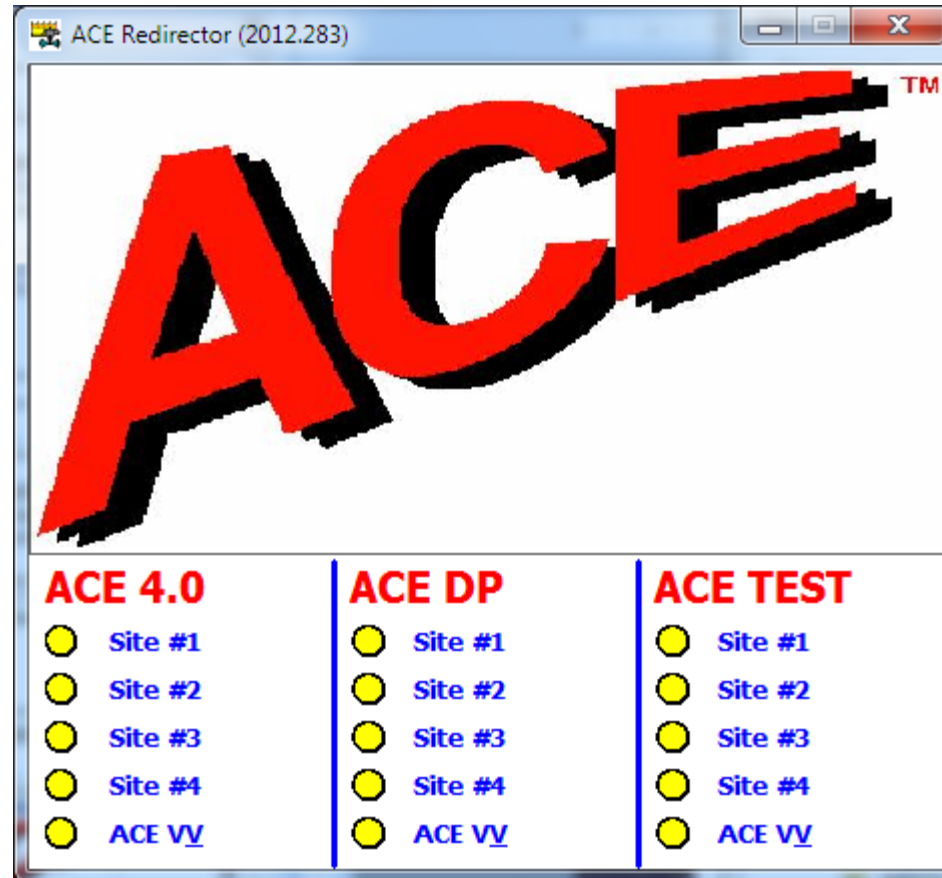 ACE Redirector (2012.283)
ACE TM
ACE 4.0
Site #1
Site #2
Site #3
Site #4
ACE VV
ACE DP
Site #1
Site #2
Site #3
Site #4
ACE VV
ACE TEST
Site #1
Site #2
Site #3
Site #4
ACE VV